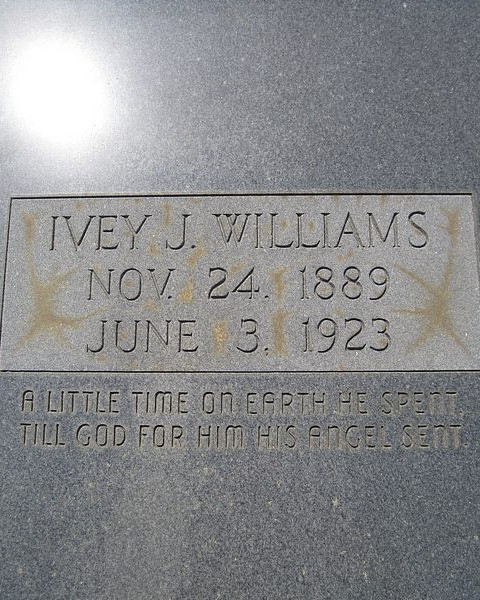 IVEY J. WILLIAMS
NOV. 24, 1889
JUNE 3, 1923
A LITTLE TIME ON EARTH HE SPENT,
TILL GOD FOR HIM HIS ANGEL SENT.